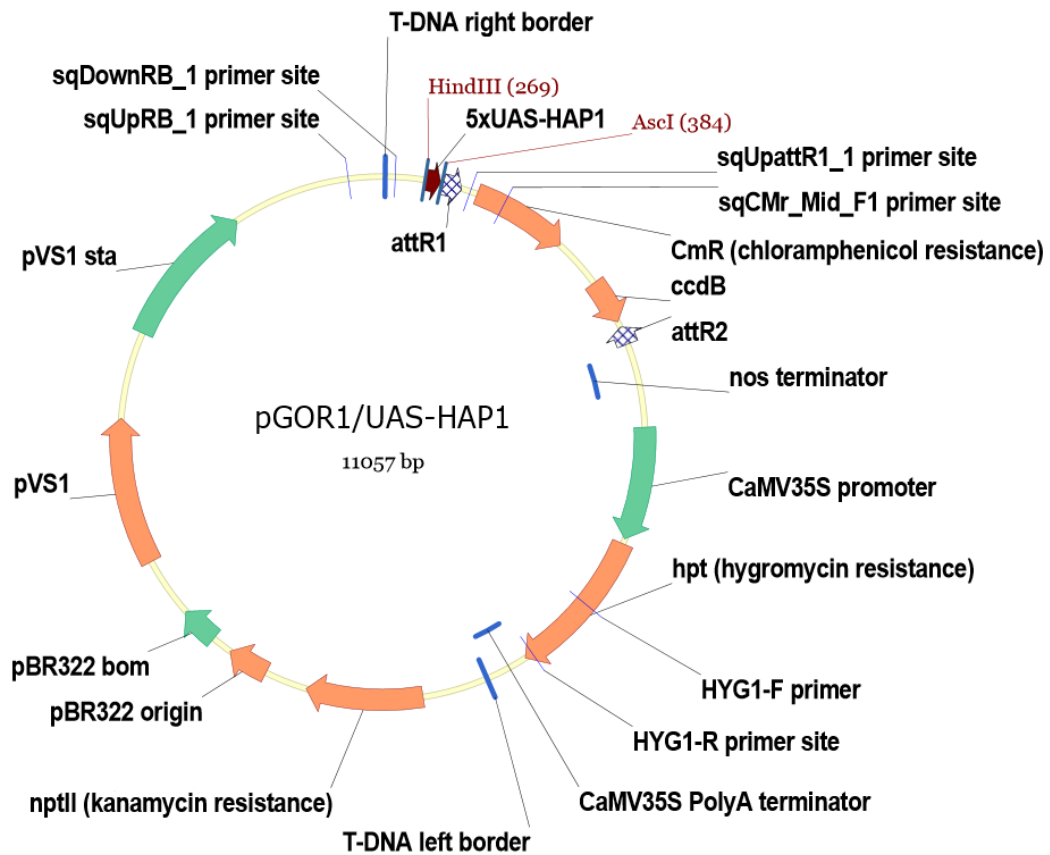 T-DNA right border
sqDownRB_1 primer site
HindIII (269)
sqUpRB_1 primer site
5xUAS-HAP1
AscI (384)
sqUpattR1_1 primer site
sqCMr_Mid_F1 primer site
attR1
CmR (chloramphenicol resistance)
pVS1 sta
ccdB
attR2
nos terminator
pGOR1/UAS-HAP1
11057 bp
pVS1
CaMV35S promoter
hpt (hygromycin resistance)
pBR322 bom
HYG1-F primer
pBR322 origin
HYG1-R primer site
nptII (kanamycin resistance)
CaMV35S PolyA terminator
T-DNA left border